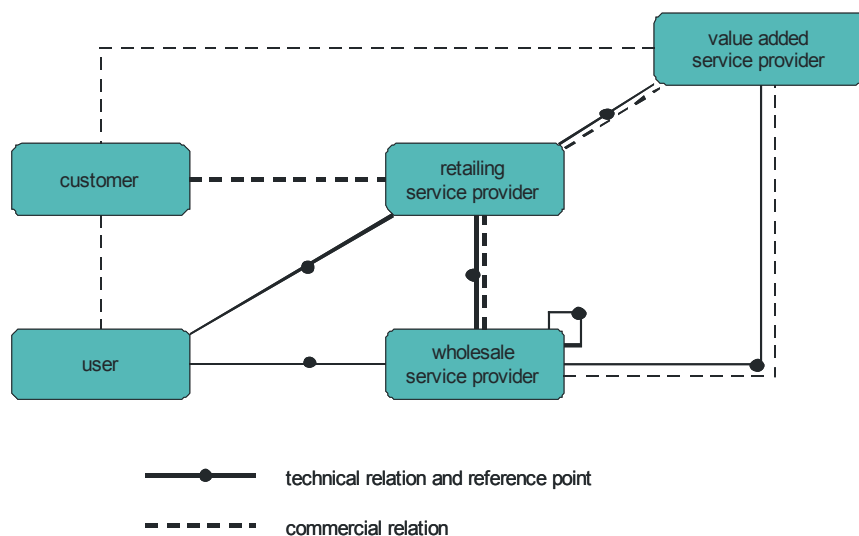 value added
service provider
customer
retailing
service provider
user
wholesale
service provider
technical relation and reference point
commercial relation